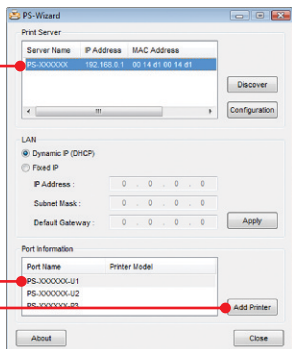 PS-Wizard
Print Server
Server Name IP Address MAC Address
PS-XXXXXX 192.168.0.1 00 14 d1 00 14 d1
Discover
Configuration
LAN
Dynamic IP (DHCP)
Fixed IP
IP Address : 0 . 0 . 0 . 0
Subnet Mask : 0 . 0 . 0 . 0
Default Gateway : 0 . 0 . 0 . 0
Apply
Port Information
Port Name Printer Model
PS-XXXXXX-U1
PS-XXXXXX-U2
PS-XXXXXX-P3
Add Printer
About
Close